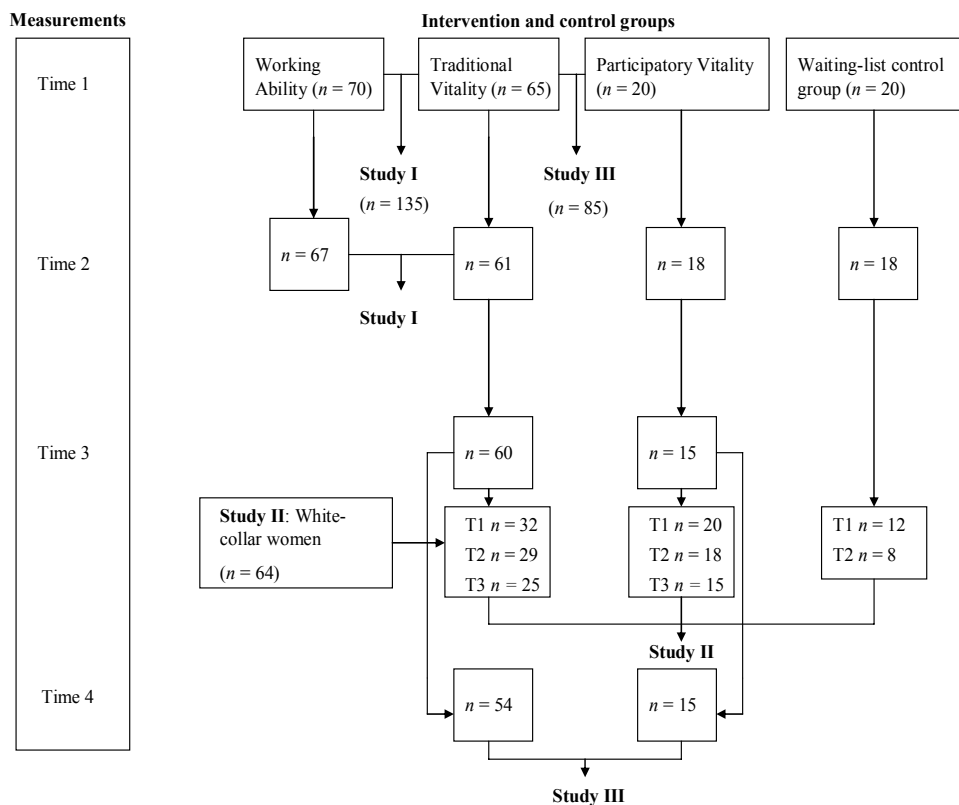 Measurements
Intervention and control groups
Time 1
Working
Ability (n = 70)
Traditional
Vitality (n = 65)
Participatory Vitality
(n = 20)
Waiting-list control
group (n = 20)
Study I
(n = 135)
Study III
(n = 85)
Time 2
n = 67
n = 61
n = 18
n = 18
Study I
Time 3
n = 60
n = 15
Study II: White-
collar women
(n = 64)
T1 n = 32
T2 n = 29
T3 n = 25
T1 n = 20
T2 n = 18
T3 n = 15
T1 n = 12
T2 n = 8
Study II
Time 4
n = 54
n = 15
Study III